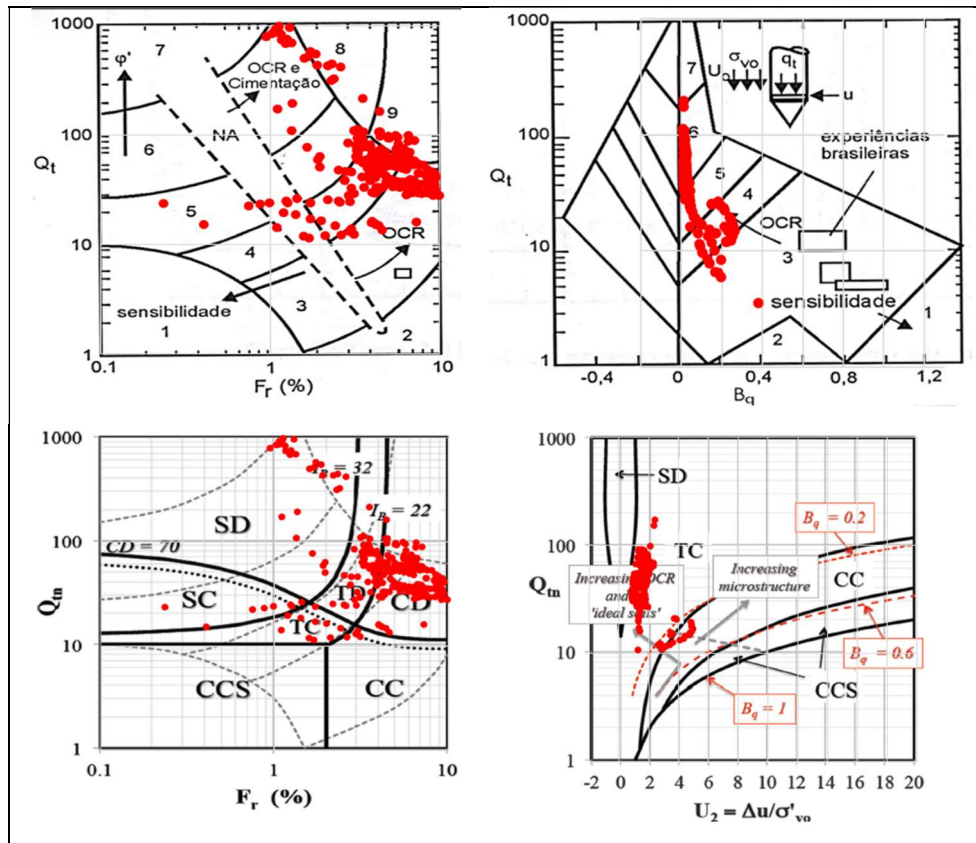 1000
100
10
1
Q_t
0.1
1
10
F_r (%)
7
φ'
8
OCR e
Cimentação
NA
9
6
5
4
OCR
3
sensibilidade
1
2
1000
100
10
1
Q_t
-0,4
0
0,4
0,8
1,2
B_q
7
σ_vo
q_t
u
6
experiências
brasileiras
5
4
OCR
3
sensibilidade
1
2
1000
100
10
1
Q_tn
0.1
1
10
F_r (%)
= 32
I_B = 22
SD
CD = 70
SC
TD
CD
TC
CCS
CC
1000
100
10
1
Q_tn
-2 0 2 4 6 8 10 12 14 16 18 20
U_2 = Δu/σ'_vo
SD
B_q = 0.2
TC
Increasing
microstructure
CC
Increasing OCR
and
B_q = 0.6
CCS
B_q = 1